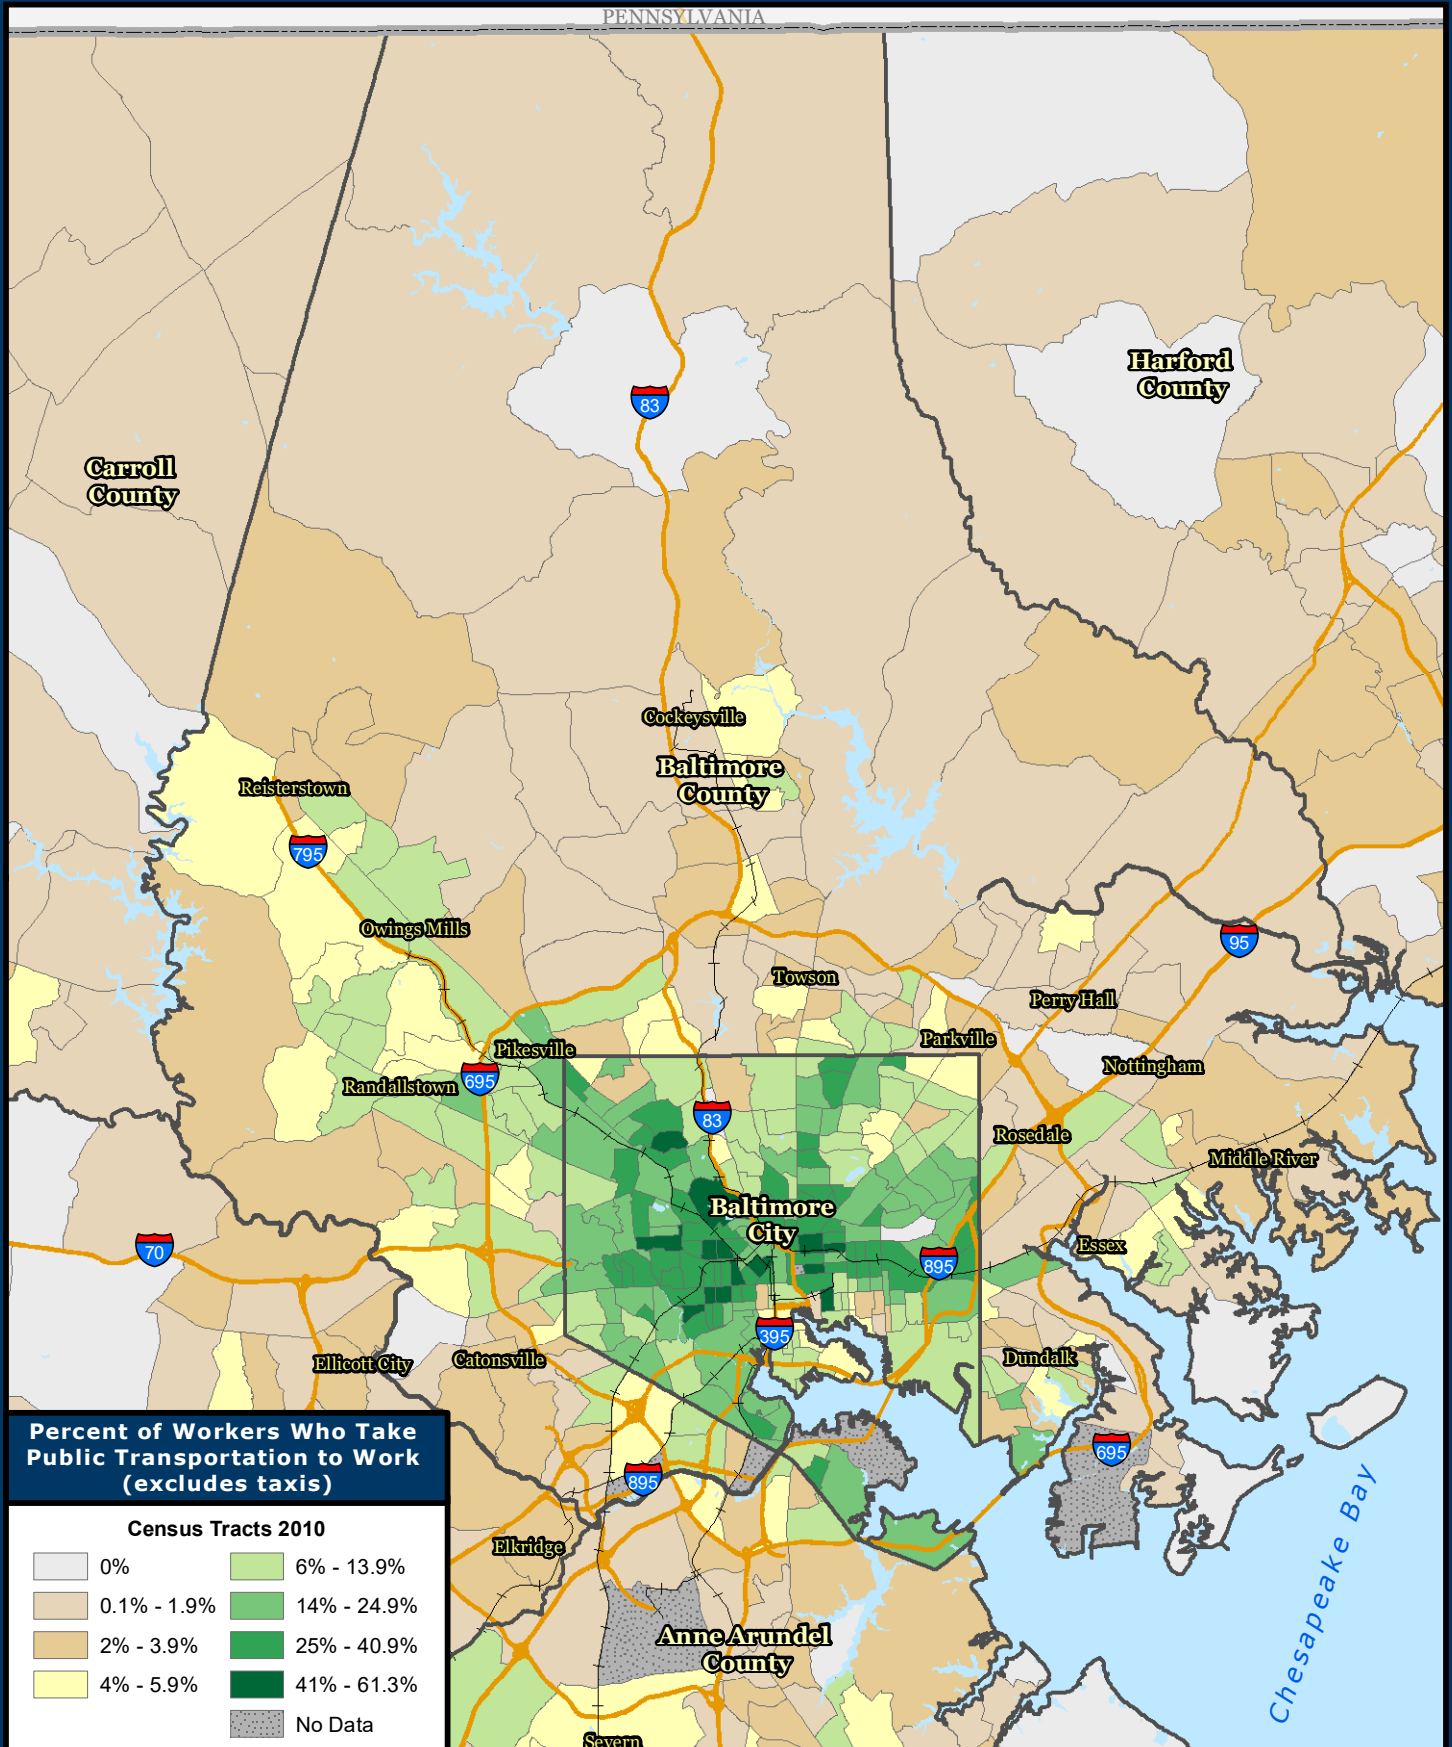 PENNSYLVANIA
Harford
County
83
Carroll
County
Cockeysville
Baltimore
County
Reisterstown
795
Owings Mills
95
Towson
Perry Hall
Parkville
Pikesville
Nottingham
Randallstown
695
83
Rosedale
Middle River
Baltimore
City
70
Essex
895
395
Ellicott City
Catonsville
Dundalk
695
895
Elkridge
Anne Arundel
County
Severn
Chesapeake Bay
Percent of Workers Who Take
Public Transportation to Work
(excludes taxis)
Census Tracts 2010
0%
0.1% - 1.9%
2% - 3.9%
4% - 5.9%
6% - 13.9%
14% - 24.9%
25% - 40.9%
41% - 61.3%
No Data